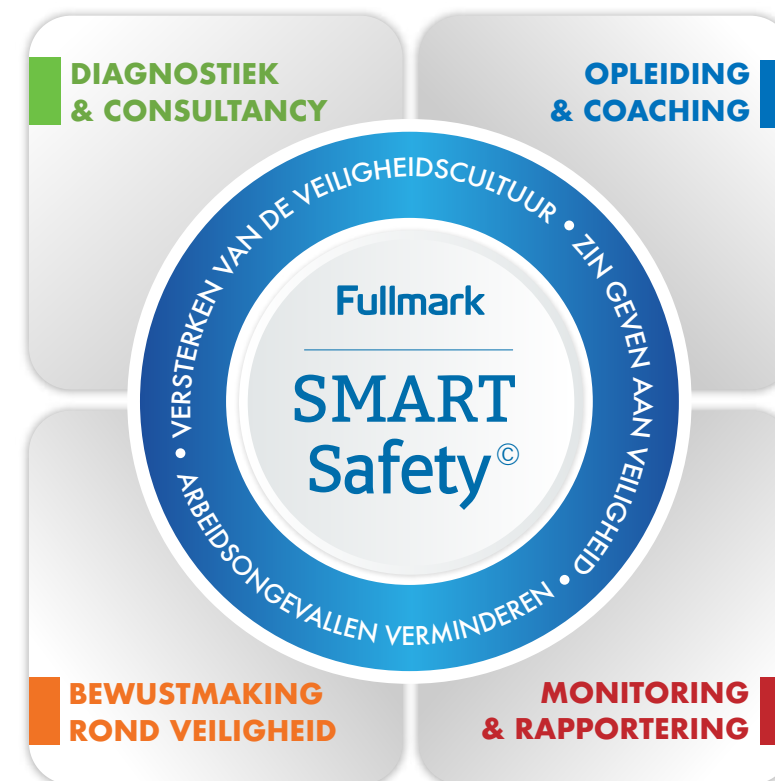 DIAGNOSTIEK
& CONSULTANCY
OPLEIDING
& COACHING
VERSTERKEN VAN DE VEILIGHEIDSCULTUUR • ZIN GEVEN AAN VEILIGHEID • ARBEIDSONGEVALLEN VERMINDEREN •
Fullmark
SMART
Safety©
BEWUSTMAKING
ROND VEILIGHEID
MONITORING
& RAPPORTERING